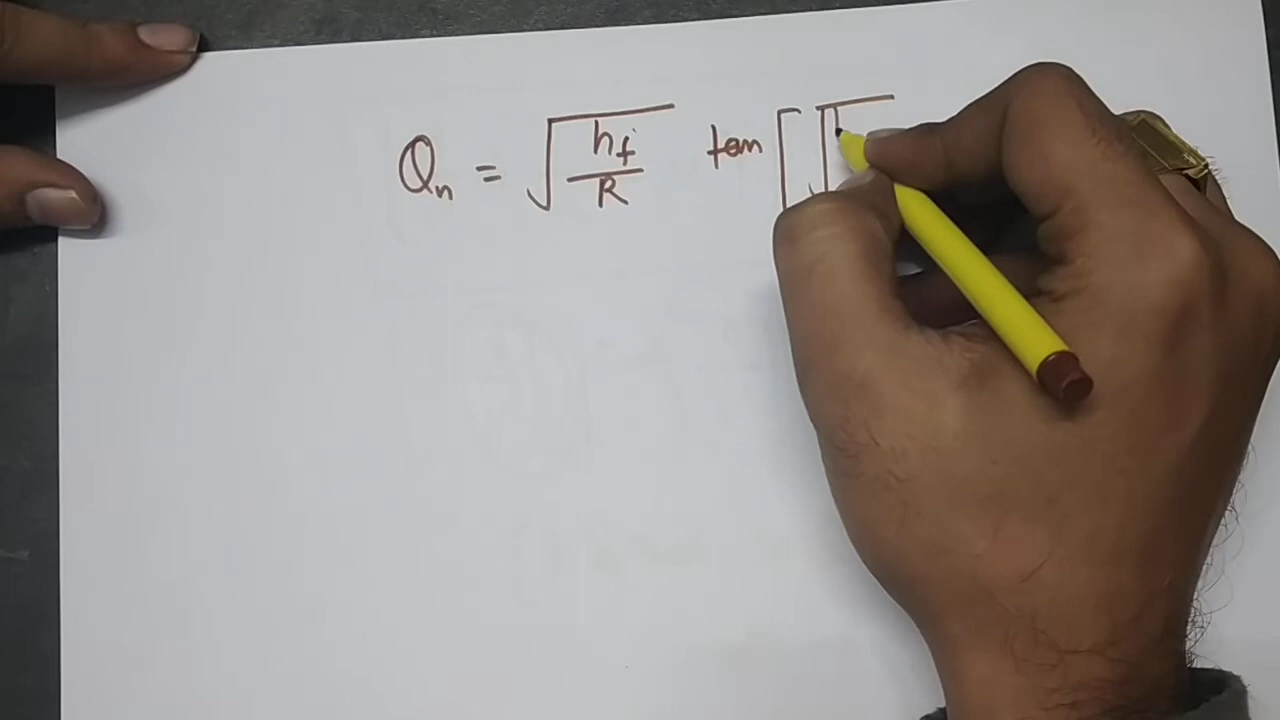 Qn = √(hf/R) tan [√